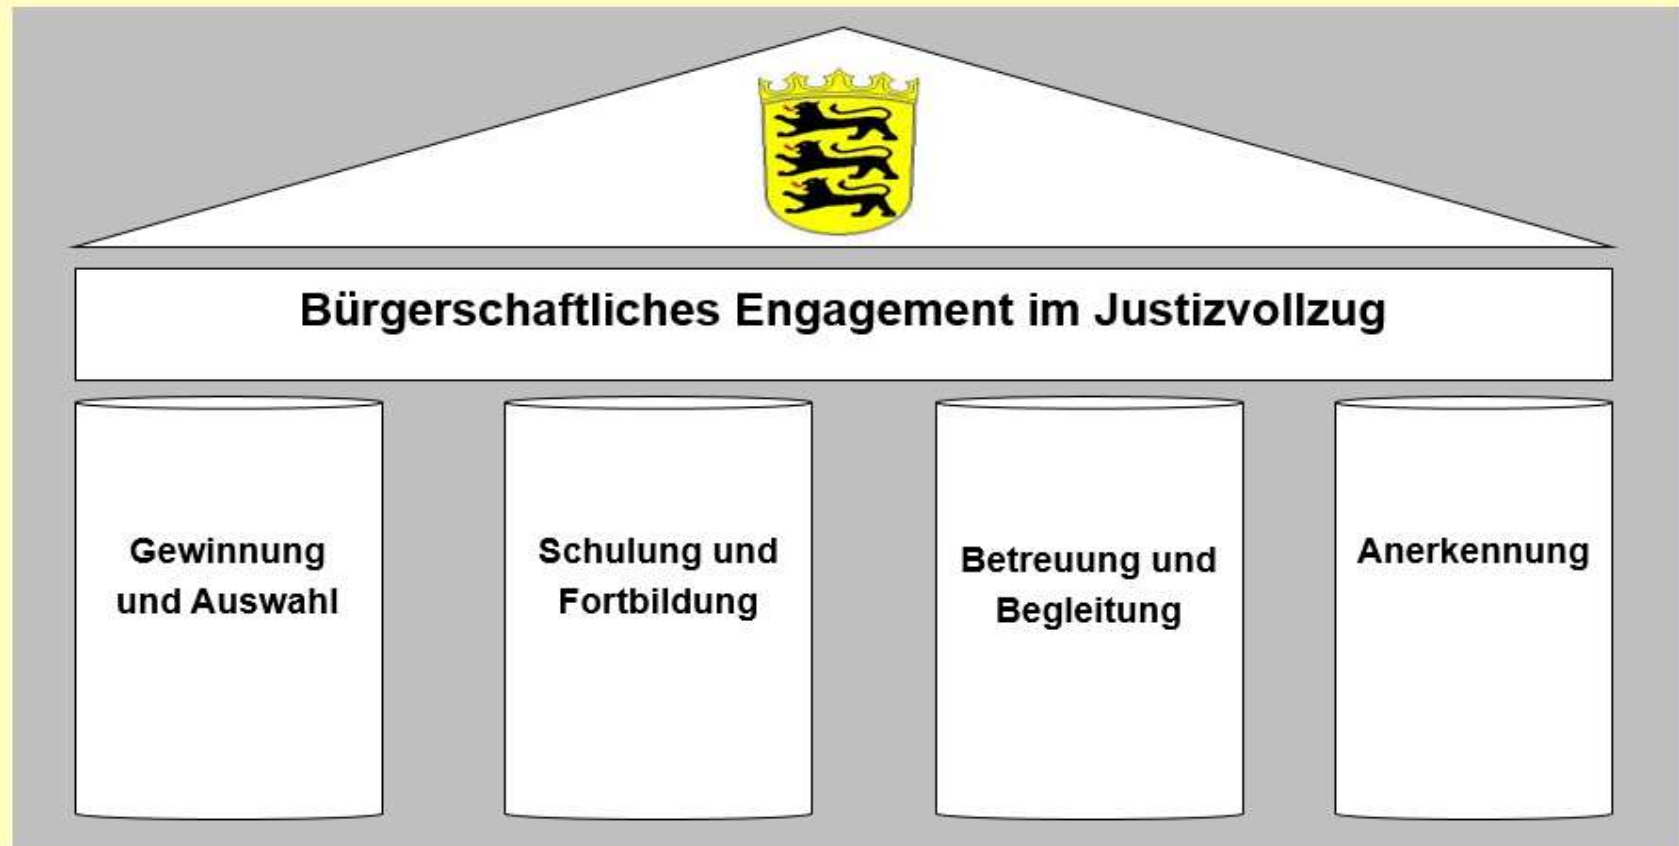 Bürgerschaftliches Engagement im Justizvollzug
Gewinnung
und Auswahl
Schulung und
Fortbildung
Betreuung und
Begleitung
Anerkennung